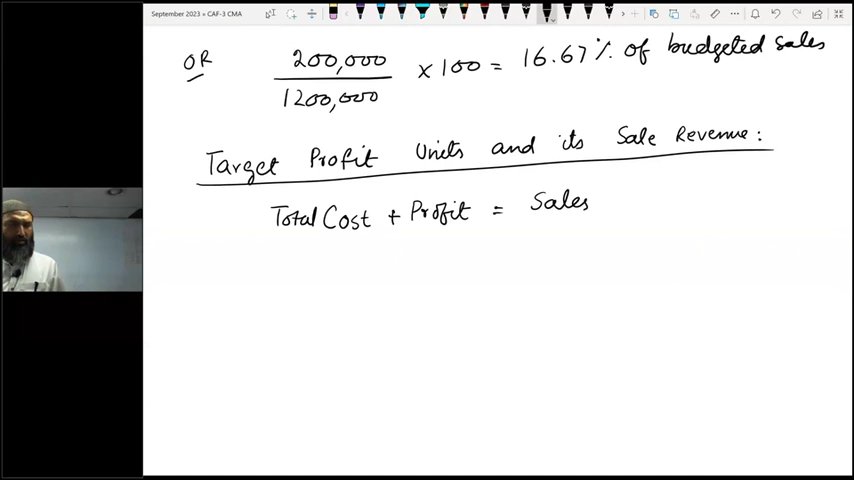 September 2023 » CAF-3 CMA
OR 200,000 / 1200,000 × 100 = 16.67 % of budgeted sales
Target Profit Units and its Sale Revenue:
Total Cost + Profit = Sales